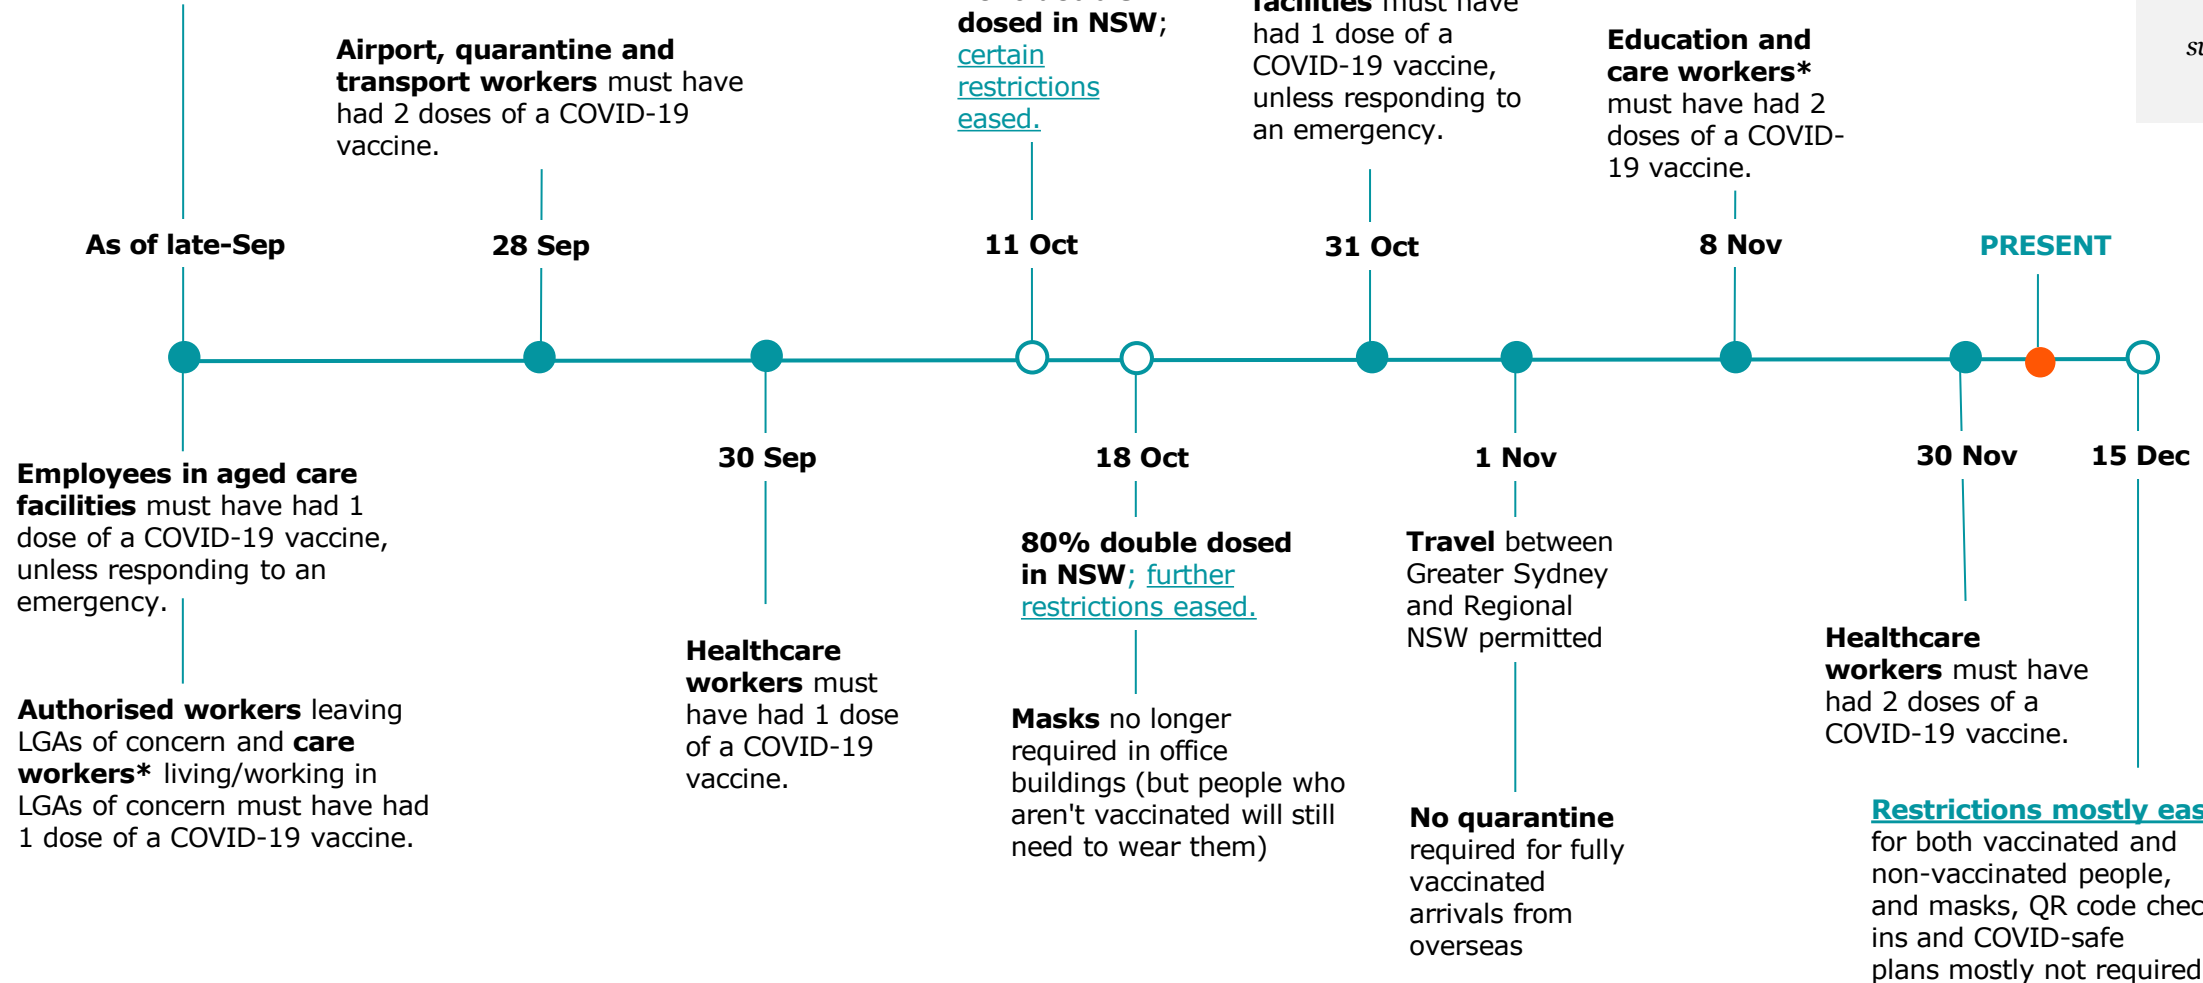 dosed in NSW;
certain
restrictions
eased.
facilities must have
had 1 dose of a
COVID-19 vaccine,
unless responding to
an emergency.
Airport, quarantine and
transport workers must have
had 2 doses of a COVID-19
vaccine.
Education and
care workers*
must have had 2
doses of a COVID-
19 vaccine.
As of late-Sep
28 Sep
11 Oct
31 Oct
8 Nov
PRESENT
30 Sep
18 Oct
1 Nov
30 Nov
15 Dec
Employees in aged care
facilities must have had 1
dose of a COVID-19 vaccine,
unless responding to an
emergency.
Authorised workers leaving
LGAs of concern and care
workers* living/working in
LGAs of concern must have had
1 dose of a COVID-19 vaccine.
Healthcare
workers must
have had 1 dose
of a COVID-19
vaccine.
80% double dosed
in NSW; further
restrictions eased.
Masks no longer
required in office
buildings (but people who
aren't vaccinated will still
need to wear them)
Travel between
Greater Sydney
and Regional
NSW permitted
No quarantine
required for fully
vaccinated
arrivals from
overseas
Healthcare
workers must have
had 2 doses of a
COVID-19 vaccine.
Restrictions mostly
for both vaccinated and
non-vaccinated people,
and masks, QR code
ins and COVID-safe
plans mostly not required